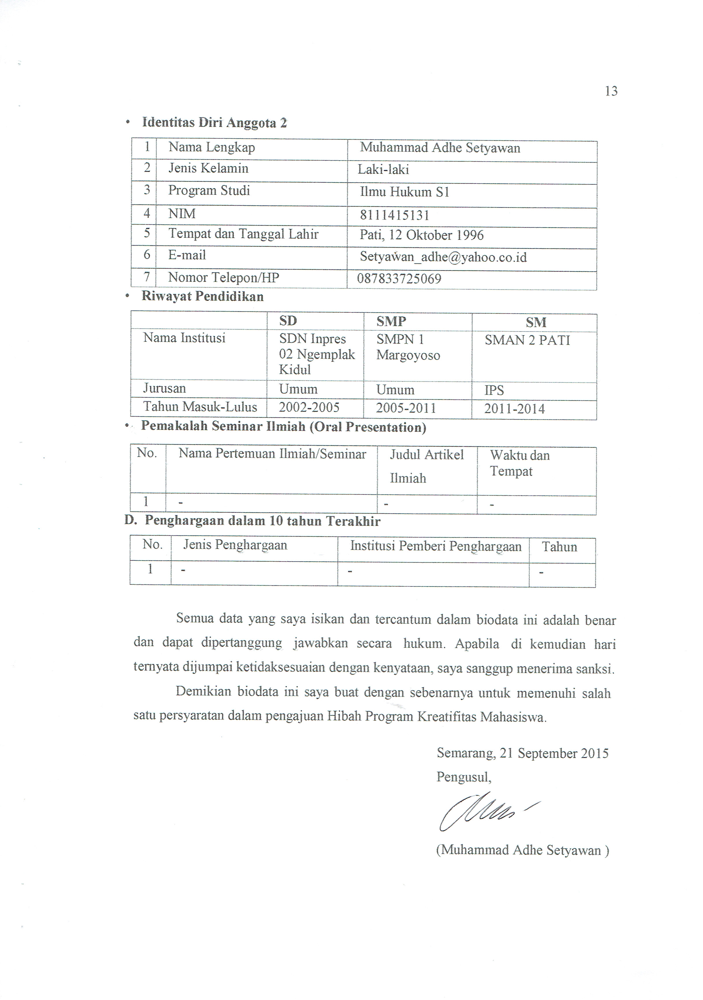 13
• Identitas Diri Anggota 2
1 Nama Lengkap Muhammad Adhe Setyawan
2 Jenis Kelamin Laki-laki
3 Program Studi Ilmu Hukum S1
4 NIM 8111415131
5 Tempat dan Tanggal Lahir Pati, 12 Oktober 1996
6 E-mail Setyawan_adhe@yahoo.co.id
7 Nomor Telepon/HP 087833725069
• Riwayat Pendidikan
SD SMP SM
Nama Institusi SDN Inpres SMPN 1 SMAN 2 PATI
02 Ngemplak Margoyoso
Kidul
Jurusan Umum Umum IPS
Tahun Masuk-Lulus 2002-2005 2005-2011 2011-2014
• Pemakalah Seminar Ilmiah (Oral Presentation)
No. Nama Pertemuan Ilmiah/Seminar Judul Artikel Waktu dan
Ilmiah Tempat
1 - - -
D. Penghargaan dalam 10 tahun Terakhir
No. Jenis Penghargaan Institusi Pemberi Penghargaan Tahun
1 - - -
Semua data yang saya isikan dan tercantum dalam biodata ini adalah benar
dan dapat dipertanggung jawabkan secara hukum. Apabila di kemudian hari
ternyata dijumpai ketidaksesuaian dengan kenyataan, saya sanggup menerima sanksi.
Demikian biodata ini saya buat dengan sebenarnya untuk memenuhi salah
satu persyaratan dalam pengajuan Hibah Program Kreatifitas Mahasiswa.
Semarang, 21 September 2015
Pengusul,
(Muhammad Adhe Setyawan )